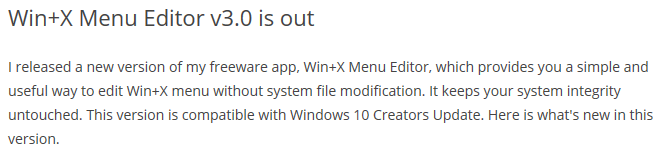 Win+X Menu Editor v3.0 is out
I released a new version of my freeware app, Win+X Menu Editor, which provides you a simple and
useful way to edit Win+X menu without system file modification. It keeps your system integrity
untouched. This version is compatible with Windows 10 Creators Update. Here is what's new in this
version.